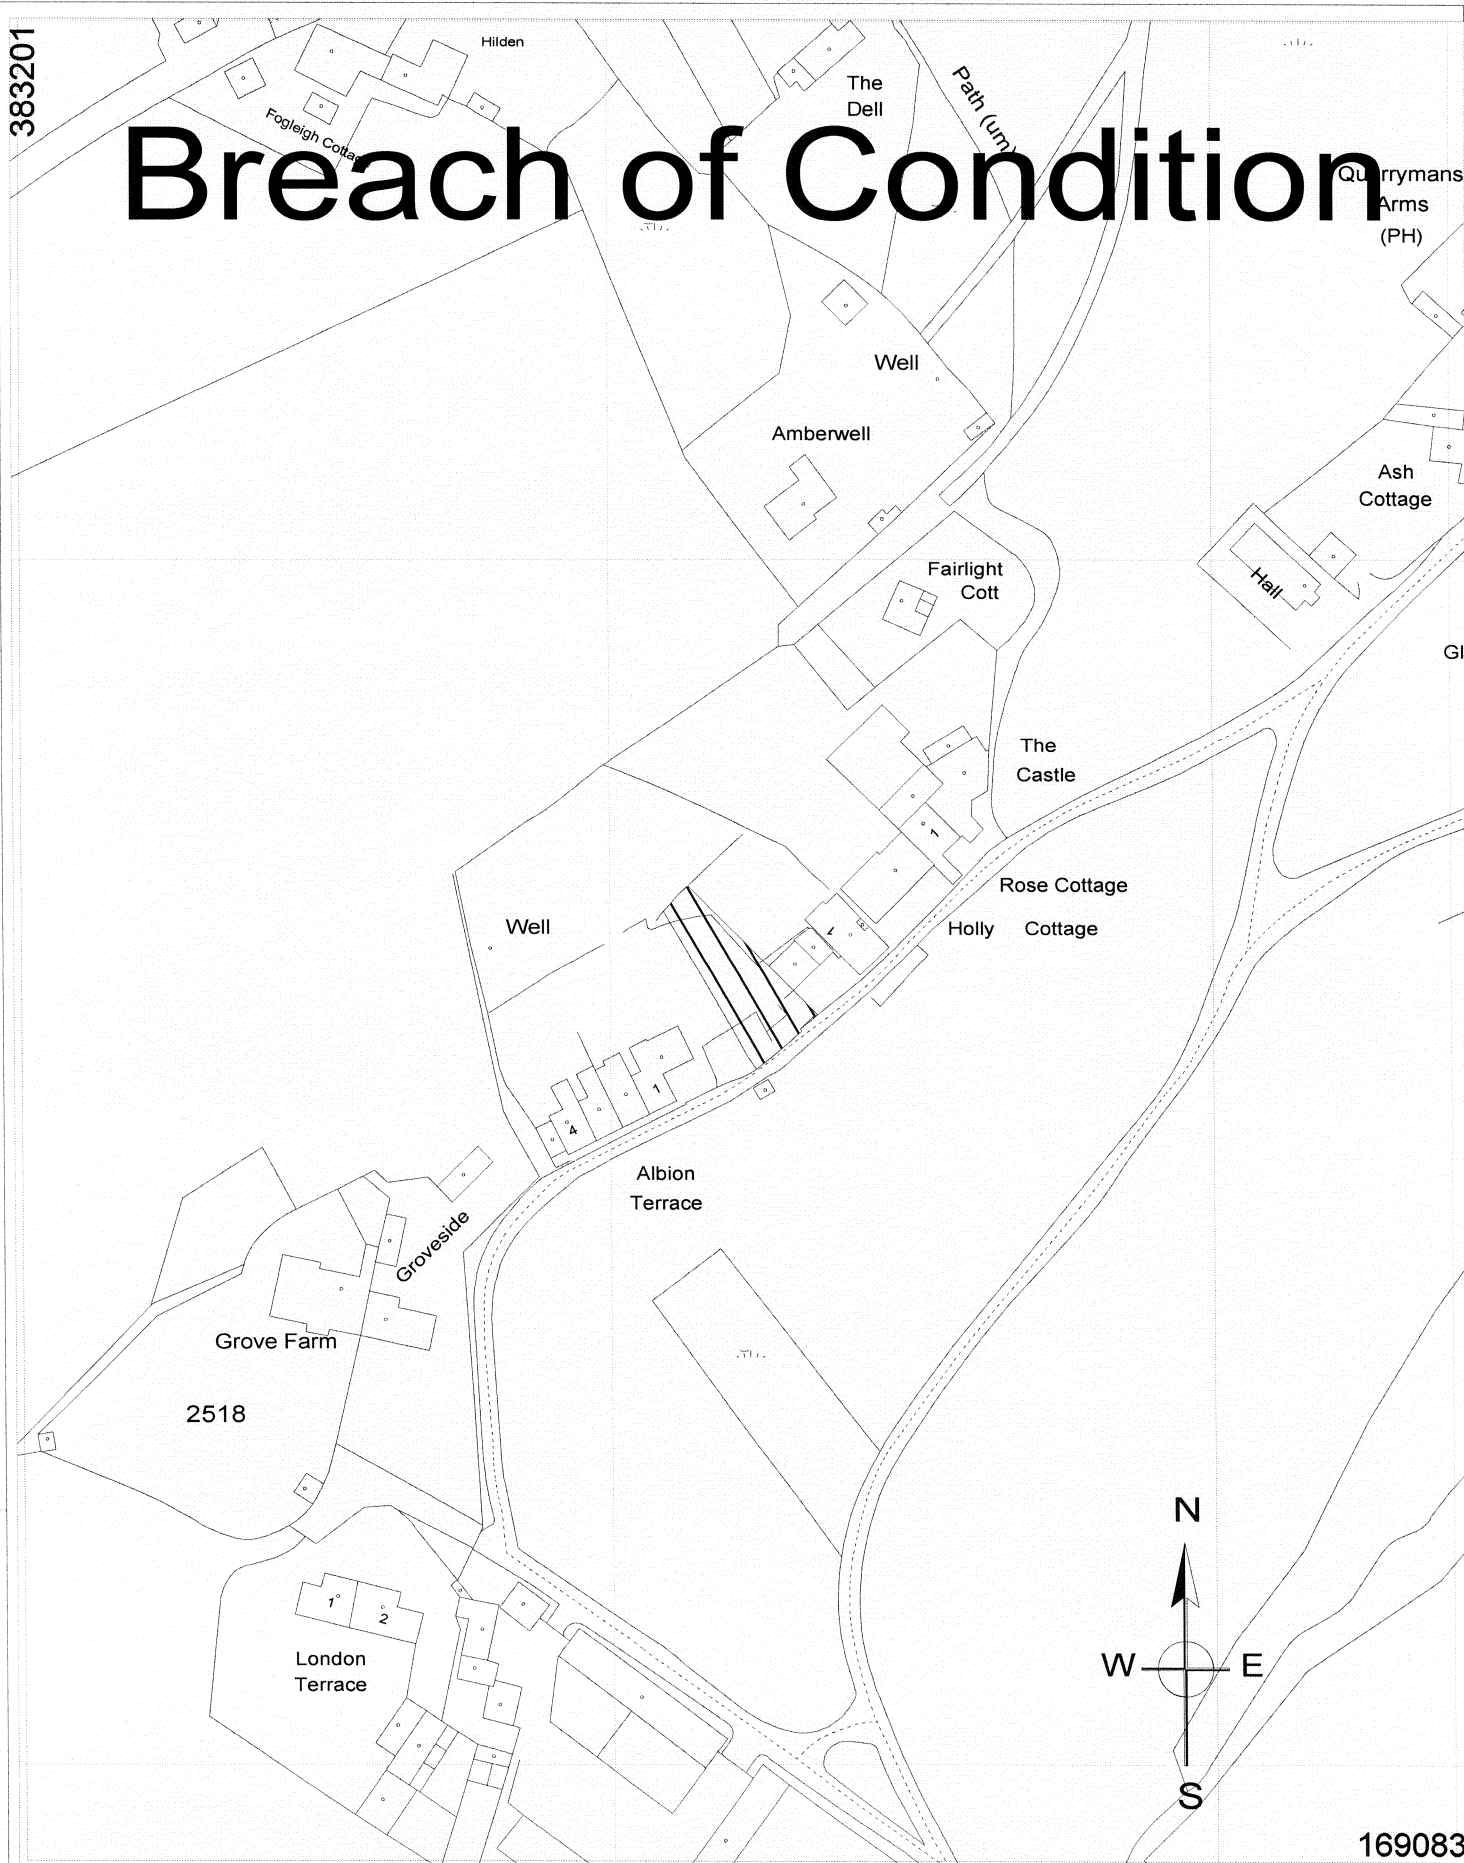 383201
Hilden
The
Dell
Path (um)
Fogleigh Cottage
Breach of Condition
Quarrymans
Arms
(PH)
Well
Amberwell
Ash
Cottage
Fairlight
Cott
Hall
Gl
The
Castle
1
Rose Cottage
Holly Cottage
1
Well
1
4
Albion
Terrace
Groveside
Grove Farm
2518
N
W E
S
1
2
London
Terrace
169083